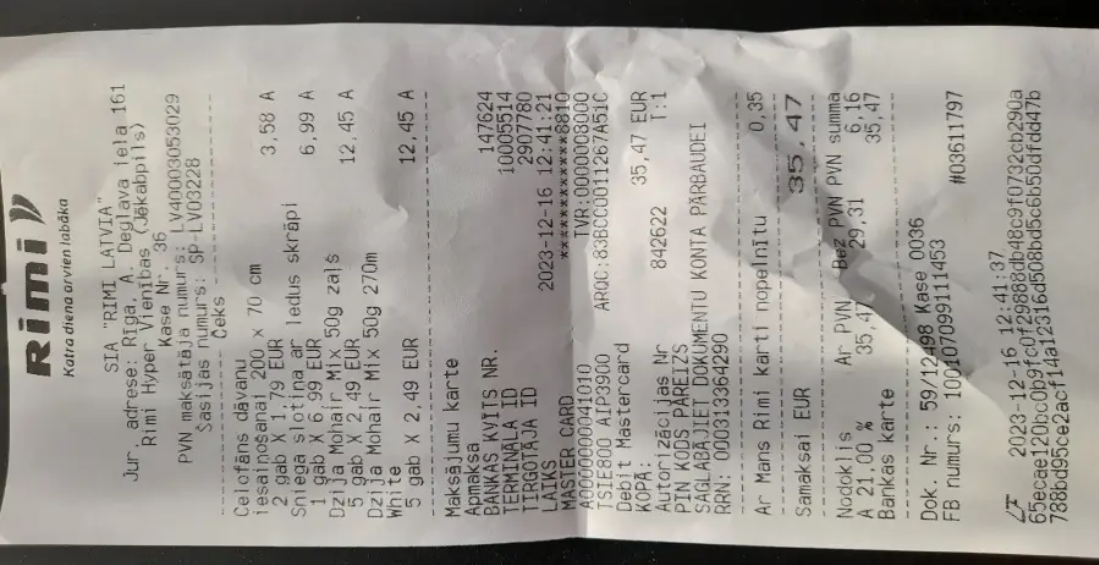 Rimi
Katra diena arvien labāka
SIA "RIMI LATVIA"
Jur. adrese: Rīga, A. Deglava iela 161
Rimi Hyper Vienības (Jēkabpils)
Kase Nr. 36
PVN maksātāja numurs: LV40003053029
Sasijas numurs: SP-LV03228
Čeks
Celofāns dāvanu
iesaiņošanai 200 x 70 cm
2 gab X 1,79 EUR 3,58 A
Sniega slotiņa ar ledus skrāpi
1 gab X 6,99 EUR 6,99 A
Dzija Mohair Mix 50g zaļš
5 gab X 2,49 EUR 12,45 A
Dzija Mohair Mix 50g 270m
White
5 gab X 2,49 EUR 12,45 A
Maksājumu karte
Apmaksa
BANKAS KVĪTS NR. 147624
TERMINĀLA ID 10005514
TIRGOTĀJA ID 2907780
LAIKS 2023-12-16 12:41:21
MASTER CARD ************8810
A0000000041010 TVR:0000008000
TSIE800 AIP3900 ARQC:83BCC0011267A51C
Debit Mastercard
KOPĀ: 35,47 EUR
Autorizācijas Nr 842622 T:1
PIN KODS PAREIZS
SAGLABĀJIET DOKUMENTU KONTA PĀRBAUDEI
RRN: 000313364290
Ar Mans Rimi karti nopelnītu 0,35
Samaksai EUR 35,47
Nodoklis Ar PVN Bez PVN PVN summa
A 21,00 % 35,47 29,31 6,16
Bankas karte 35,47
Dok. Nr.: 59/12498 Kase 0036
FB numurs: 10010709911453 #03611797
2023-12-16 12:41:37
65ecae120bc0b97c0f29888db48c9f0732cb290a
788bd95ce2acf14a12316d508bd5c6b50dfdd47b